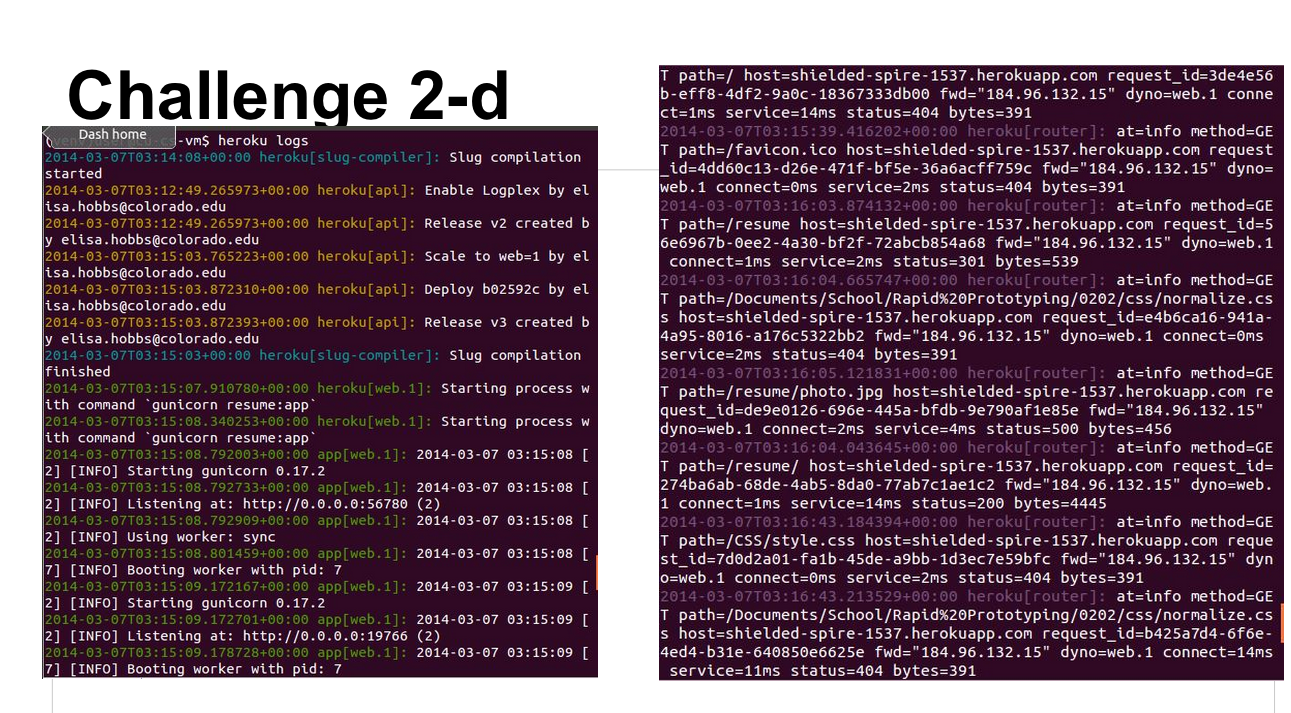 Challenge 2-d
Dash home
-vm$ heroku logs
2014-03-07T03:14:08+00:00 heroku[slug-compiler]: Slug compilation
started
2014-03-07T03:12:49.265973+00:00 heroku[api]: Enable Logplex by el
isa.hobbs@colorado.edu
2014-03-07T03:12:49.265973+00:00 heroku[api]: Release v2 created b
y elisa.hobbs@colorado.edu
2014-03-07T03:15:03.765223+00:00 heroku[api]: Scale to web=1 by el
isa.hobbs@colorado.edu
2014-03-07T03:15:03.872310+00:00 heroku[api]: Deploy b02592c by el
isa.hobbs@colorado.edu
2014-03-07T03:15:03.872393+00:00 heroku[api]: Release v3 created b
y elisa.hobbs@colorado.edu
2014-03-07T03:15:03+00:00 heroku[slug-compiler]: Slug compilation
finished
2014-03-07T03:15:07.910780+00:00 heroku[web.1]: Starting process w
ith command `gunicorn resume:app`
2014-03-07T03:15:08.340253+00:00 heroku[web.1]: Starting process w
ith command `gunicorn resume:app`
2014-03-07T03:15:08.792003+00:00 app[web.1]: 2014-03-07 03:15:08 [
2] [INFO] Starting gunicorn 0.17.2
2014-03-07T03:15:08.792733+00:00 app[web.1]: 2014-03-07 03:15:08 [
2] [INFO] Listening at: http://0.0.0.0:56780 (2)
2014-03-07T03:15:08.792909+00:00 app[web.1]: 2014-03-07 03:15:08 [
2] [INFO] Using worker: sync
2014-03-07T03:15:08.801459+00:00 app[web.1]: 2014-03-07 03:15:08 [
7] [INFO] Booting worker with pid: 7
2014-03-07T03:15:09.172167+00:00 app[web.1]: 2014-03-07 03:15:09 [
2] [INFO] Starting gunicorn 0.17.2
2014-03-07T03:15:09.172701+00:00 app[web.1]: 2014-03-07 03:15:09 [
2] [INFO] Listening at: http://0.0.0.0:19766 (2)
2014-03-07T03:15:09.178728+00:00 app[web.1]: 2014-03-07 03:15:09 [
7] [INFO] Booting worker with pid: 7
T path=/ host=shielded-spire-1537.herokuapp.com request_id=3de4e56
b-eff8-4df2-9a0c-18367333db00 fwd="184.96.132.15" dyno=web.1 conne
ct=1ms service=14ms status=404 bytes=391
2014-03-07T03:15:39.416202+00:00 heroku[router]: at=info method=GE
T path=/favicon.ico host=shielded-spire-1537.herokuapp.com request
_id=4dd60c13-d26e-471f-bf5e-36a6acff759c fwd="184.96.132.15" dyno=
web.1 connect=0ms service=2ms status=404 bytes=391
2014-03-07T03:16:03.874132+00:00 heroku[router]: at=info method=GE
T path=/resume host=shielded-spire-1537.herokuapp.com request_id=5
6e6967b-0ee2-4a30-bf2f-72abcb854a68 fwd="184.96.132.15" dyno=web.1
connect=1ms service=2ms status=301 bytes=539
2014-03-07T03:16:04.665747+00:00 heroku[router]: at=info method=GE
T path=/Documents/School/Rapid%20Prototyping/0202/css/normalize.cs
s host=shielded-spire-1537.herokuapp.com request_id=e4b6ca16-941a-
4a95-8016-a176c5322bb2 fwd="184.96.132.15" dyno=web.1 connect=0ms
service=2ms status=404 bytes=391
2014-03-07T03:16:05.121831+00:00 heroku[router]: at=info method=GE
T path=/resume/photo.jpg host=shielded-spire-1537.herokuapp.com re
quest_id=de9e0126-696e-445a-bfdb-9e790af1e85e fwd="184.96.132.15"
dyno=web.1 connect=2ms service=4ms status=500 bytes=456
2014-03-07T03:16:04.043645+00:00 heroku[router]: at=info method=GE
T path=/resume/ host=shielded-spire-1537.herokuapp.com request_id=
274ba6ab-68de-4ab5-8da0-77ab7c1ae1c2 fwd="184.96.132.15" dyno=web.
1 connect=1ms service=14ms status=200 bytes=4445
2014-03-07T03:16:43.184394+00:00 heroku[router]: at=info method=GE
T path=/CSS/style.css host=shielded-spire-1537.herokuapp.com reque
st_id=7d0d2a01-fa1b-45de-a9bb-1d3ec7e59bfc fwd="184.96.132.15" dyn
o=web.1 connect=0ms service=2ms status=404 bytes=391
2014-03-07T03:16:43.213529+00:00 heroku[router]: at=info method=GE
T path=/Documents/School/Rapid%20Prototyping/0202/css/normalize.cs
s host=shielded-spire-1537.herokuapp.com request_id=b425a7d4-6f6e-
4ed4-b31e-640850e6625e fwd="184.96.132.15" dyno=web.1 connect=14ms
service=11ms status=404 bytes=391